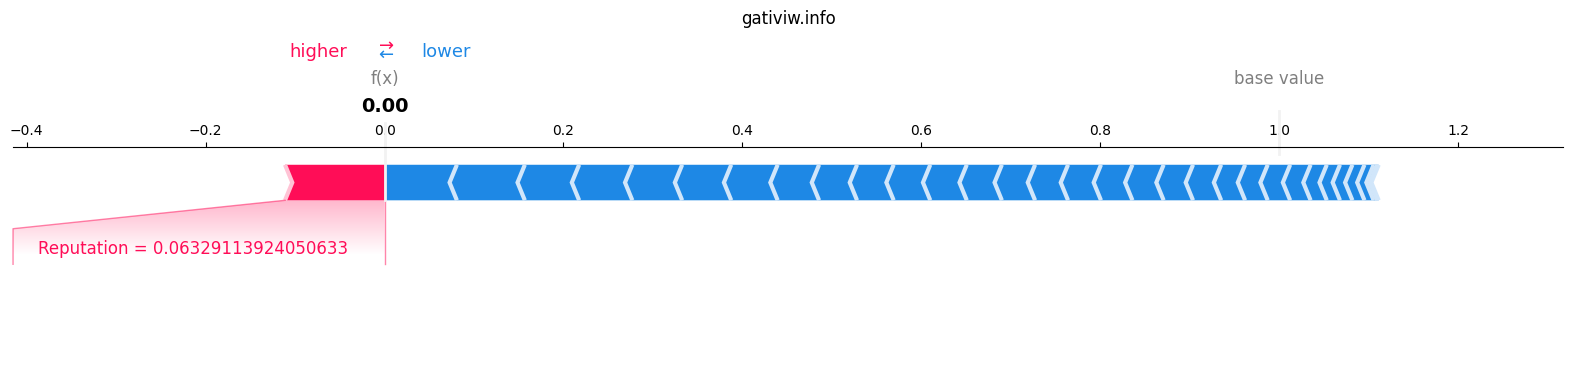 gativiw.info
higher ⇄ lower
f(x) base value
0.00
−0.4 −0.2 0.0 0.2 0.4 0.6 0.8 1.0 1.2
Reputation = 0.06329113924050633